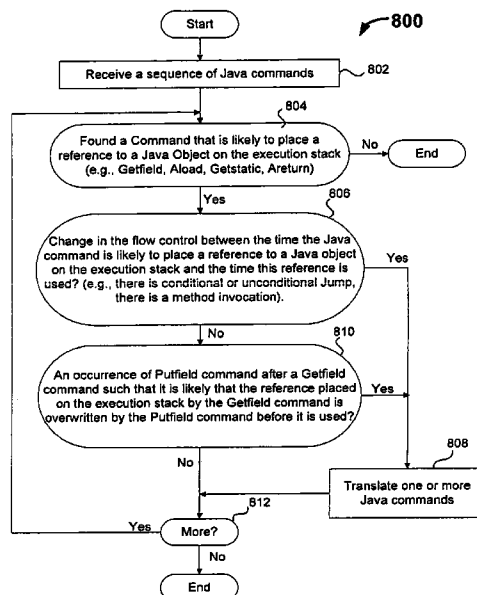 Start
800
Receive a sequence of Java commands
802
804
Found a Command that is likely to place a
reference to a Java Object on the execution stack
(e.g., Getfield, Aload, Getstatic, Areturn)
No
End
Yes
806
Change in the flow control between the time the Java
command is likely to place a reference to a Java object
on the execution stack and the time this reference is
used? (e.g., there is conditional or unconditional Jump,
there is a method invocation).
Yes
No
810
An occurrence of Putfield command after a Getfield
command such that it is likely that the reference placed
on the execution stack by the Getfield command is
overwritten by the Putfield command before it is used?
Yes
No
808
Translate one or more
Java commands
812
Yes
More?
No
End